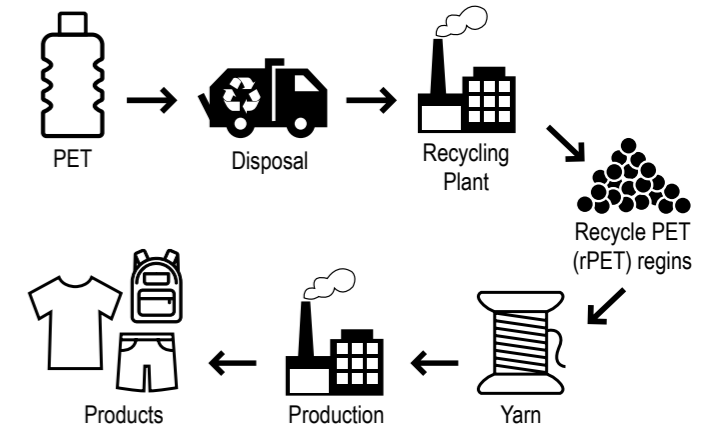 PET
Disposal
Recycling
Plant
Recycle PET
(rPET) regins
Yarn
Production
Products